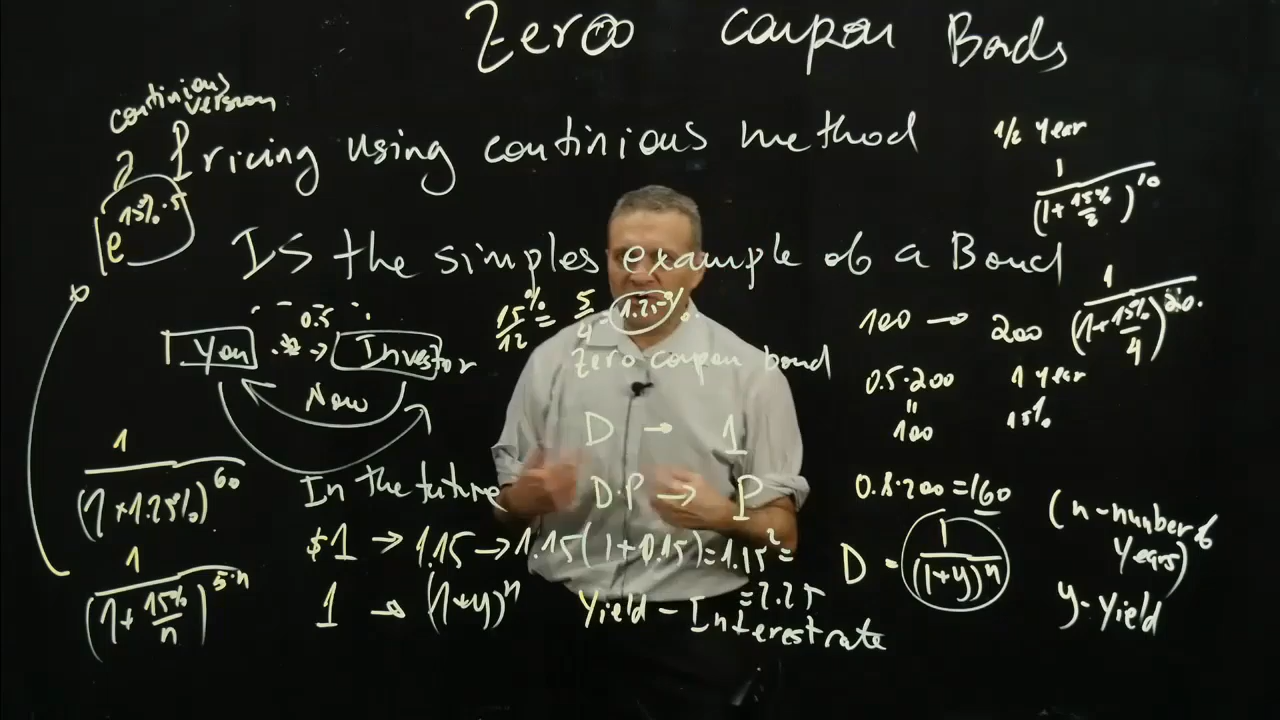 Zeroo coupon Bonds
continious
version
Pricing using continious method
1/2 year
1
(1+ 15%/2)^10
e^15%·5
Is the simples example of a Bond
15%/12 = 5/4 = 1.25%
100 → 200
1
(1+ 15%/4)^20
0.5
You → Investor
Zero coupon bond
0.5·200
"
100
1 year
15%
Now
D → 1
1
(1+1.25%)^60
In the future
D·P → P
0.8·200=160
(n-number of
years)
$1 → 1.15 → 1.15(1+0.15)=1.15²=
D = 1/(1+y)^n
1
(1+ 15%/n)^5·n
1 → (1+y)^n
Yield - Interest rate
y-yield